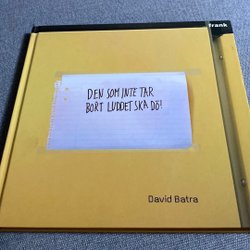 frank
DEN SOM INTE TAR
BORT LUDDET SKA DÖ!
David Batra